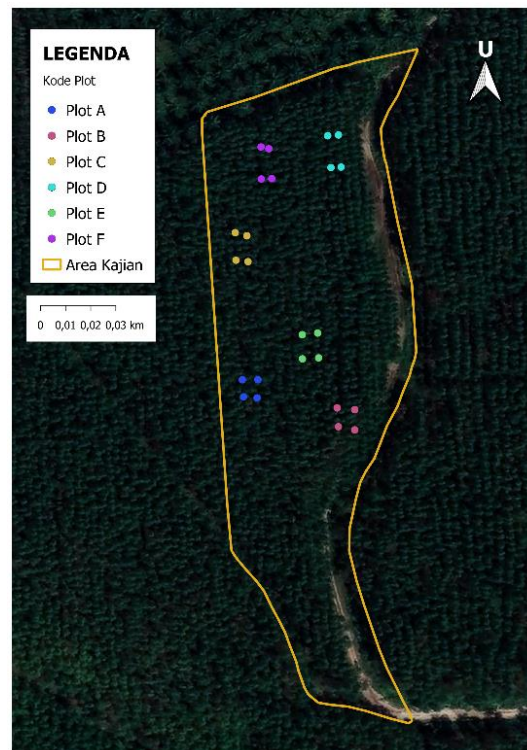 LEGENDA
Kode Plot
Plot A
Plot B
Plot C
Plot D
Plot E
Plot F
Area Kajian
0 0,01 0,02 0,03 km
U